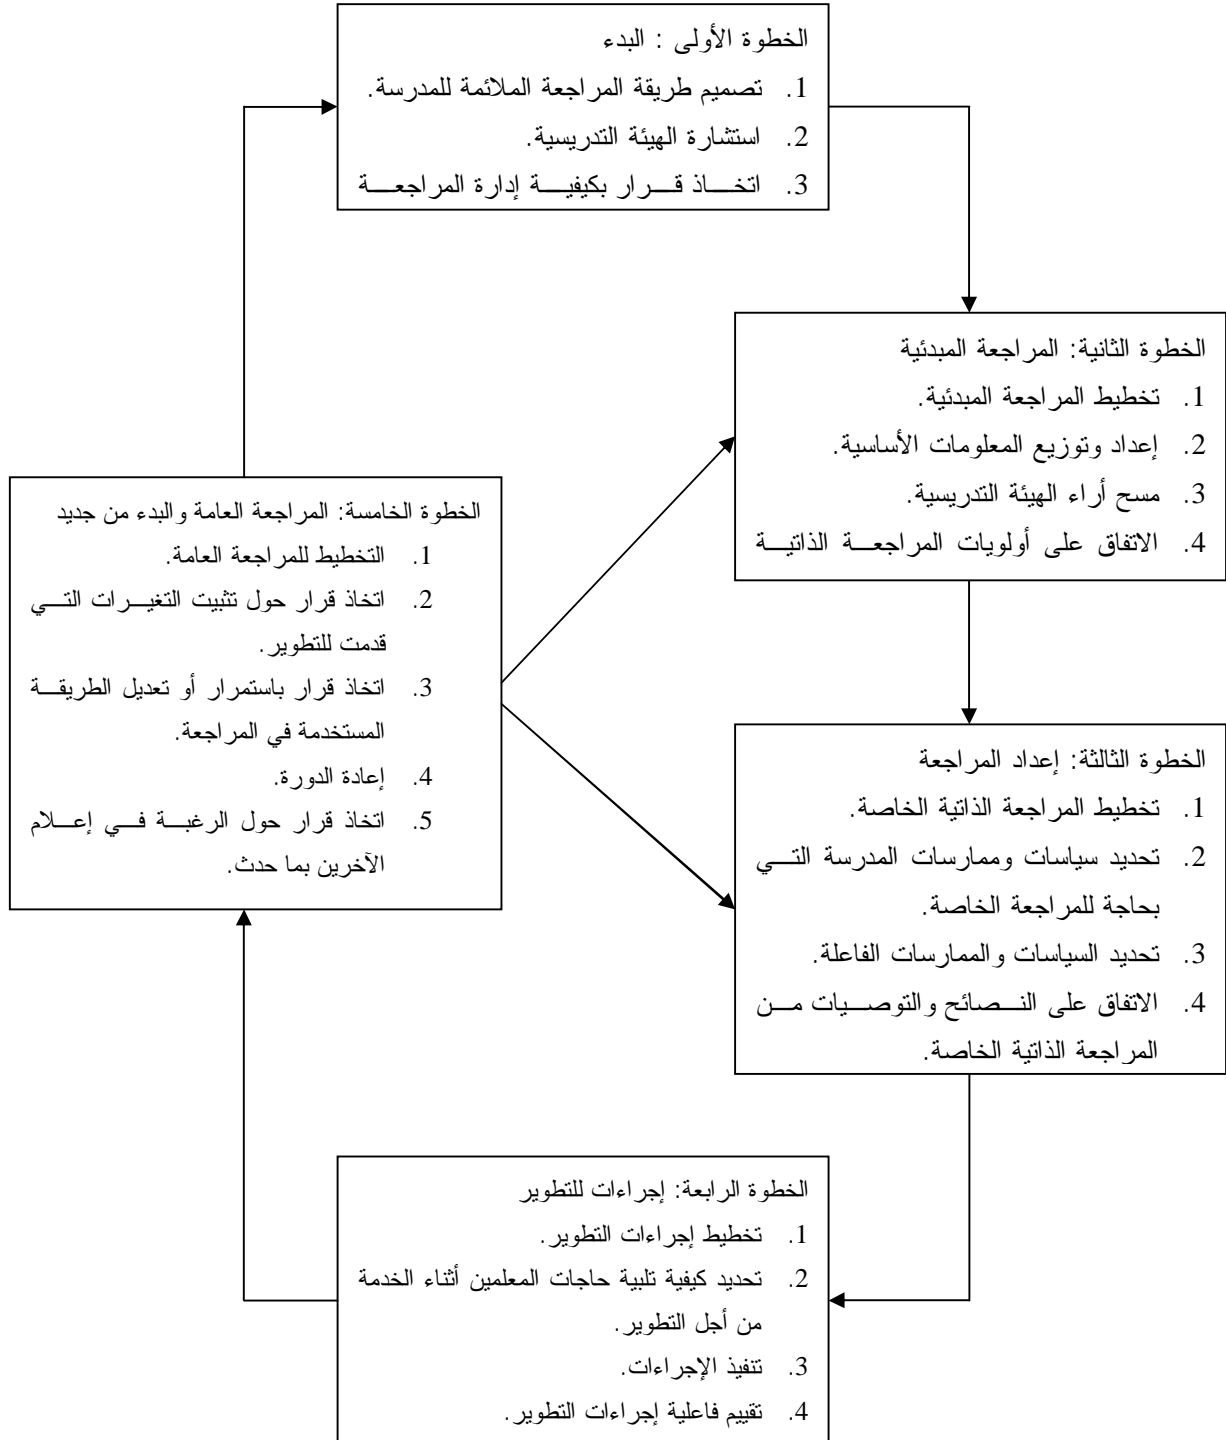 الخطوة الأولى : البدء
1. تصميم طريقة المراجعة الملائمة للمدرسة.
2. استشارة الهيئة التدريسية.
3. اتخاذ قرار بكيفية إدارة المراجعة
الخطوة الثانية: المراجعة المبدئية
1. تخطيط المراجعة المبدئية.
2. إعداد وتوزيع المعلومات الأساسية.
3. مسح أراء الهيئة التدريسية.
4. الاتفاق على أولويات المراجعة الذاتية
الخطوة الثالثة: إعداد المراجعة
1. تخطيط المراجعة الذاتية الخاصة.
2. تحديد سياسات وممارسات المدرسة التي
بحاجة للمراجعة الخاصة.
3. تحديد السياسات والممارسات الفاعلة.
4. الاتفاق على النصائح والتوصيات من
المراجعة الذاتية الخاصة.
الخطوة الرابعة: إجراءات للتطوير
1. تخطيط إجراءات التطوير.
2. تحديد كيفية تلبية حاجات المعلمين أثناء الخدمة
من أجل التطوير.
3. تنفيذ الإجراءات.
4. تقييم فاعلية إجراءات التطوير.
الخطوة الخامسة: المراجعة العامة والبدء من جديد
1. التخطيط للمراجعة العامة.
2. اتخاذ قرار حول تثبيت التغيرات التي
قدمت للتطوير.
3. اتخاذ قرار باستمرار أو تعديل الطريقة
المستخدمة في المراجعة.
4. إعادة الدورة.
5. اتخاذ قرار حول الرغبة في إعلام
الآخرين بما حدث.